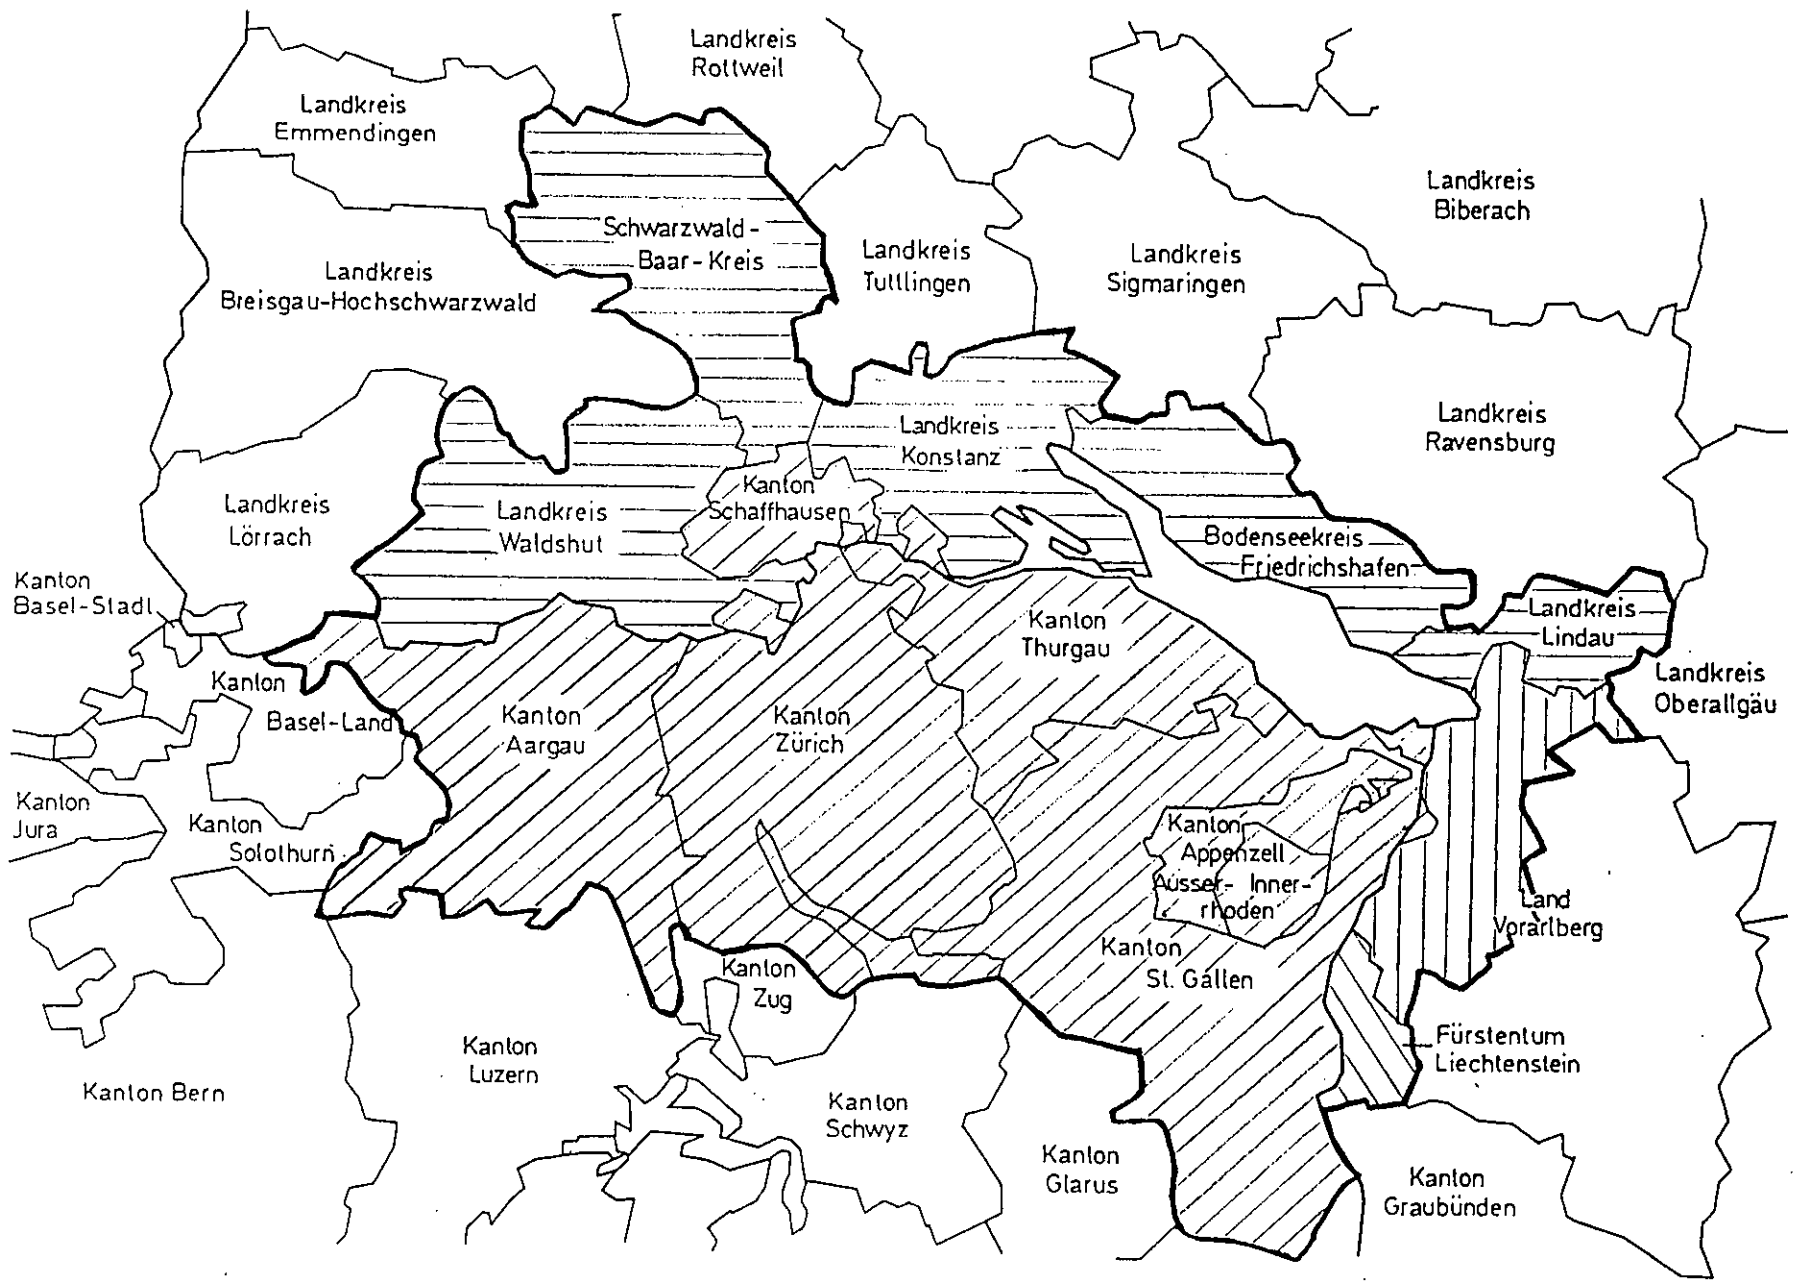 Landkreis
Rottweil
Landkreis
Emmendingen
Landkreis
Biberach
Schwarzwald-
Baar-Kreis
Landkreis
Tuttlingen
Landkreis
Sigmaringen
Landkreis
Breisgau-Hochschwarzwald
Landkreis
Ravensburg
Landkreis
Konstanz
Kanton
Schaffhausen
Landkreis
Lörrach
Landkreis
Waldshut
Bodenseekreis
Friedrichshafen
Kanton
Basel-Stadt
Landkreis
Lindau
Kanton
Thurgau
Landkreis
Oberallgäu
Kanton
Basel-Land
Kanton
Aargau
Kanton
Zürich
Kanton
Jura
Kanton
Solothurn
Kanton
Appenzell
Ausser- Inner-
rhoden
Land
Vorarlberg
Kanton
St. Gallen
Kanton
Zug
Fürstentum
Liechtenstein
Kanton
Luzern
Kanton Bern
Kanton
Schwyz
Kanton
Glarus
Kanton
Graubünden